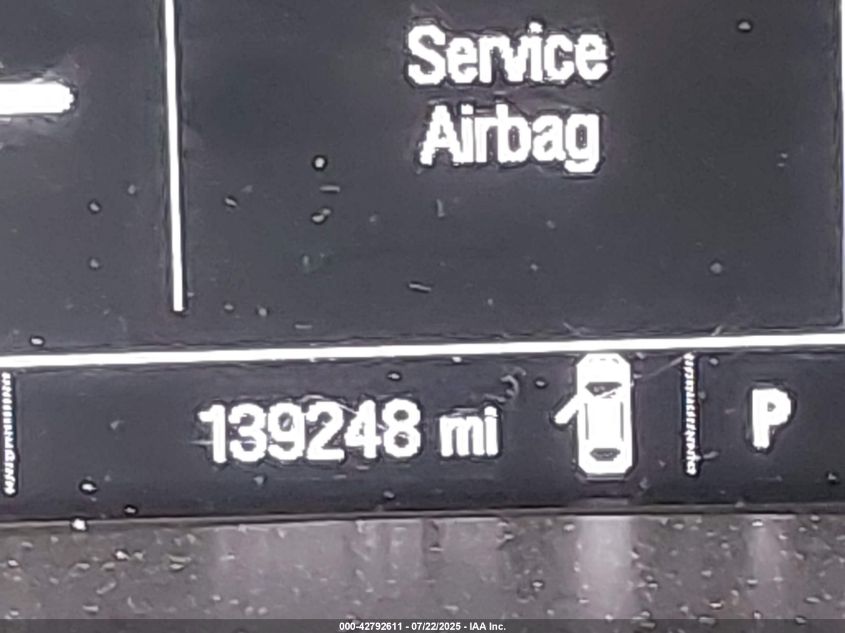 Service
Airbag
139248 mi
P
000-42792611 - 07/22/2025 - IAA Inc.